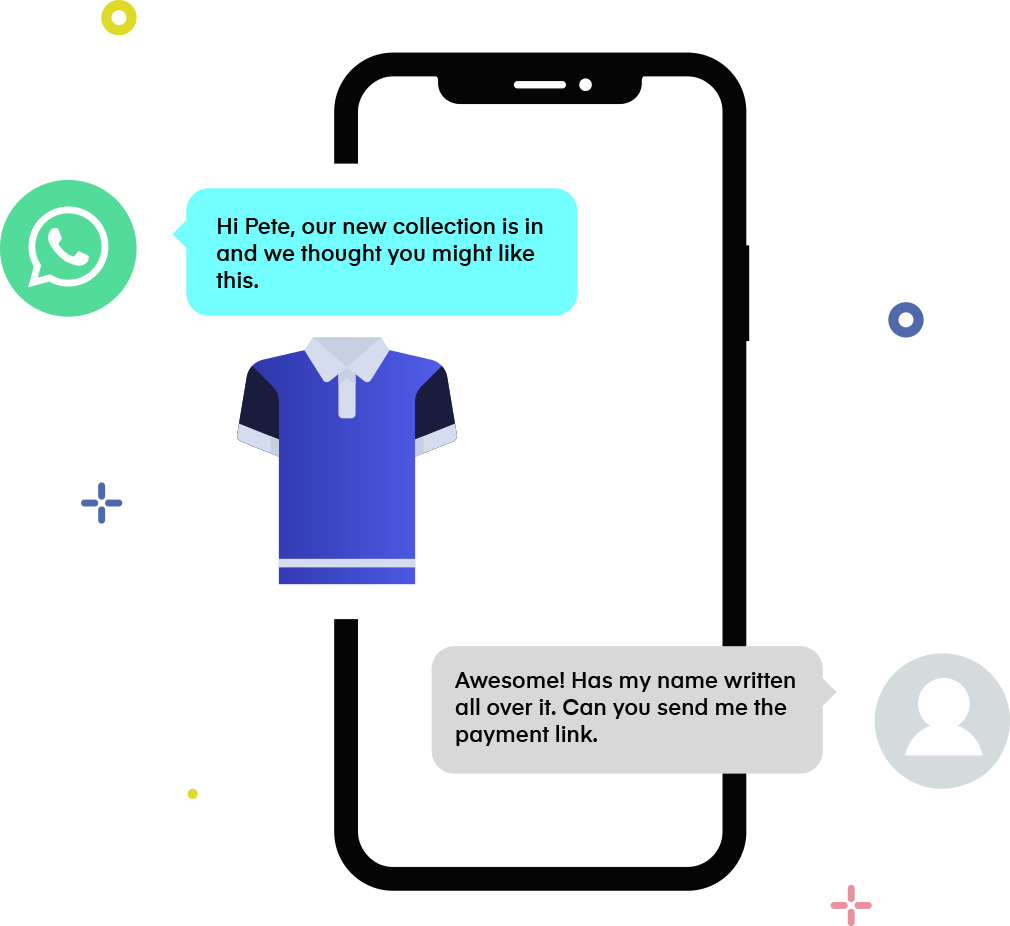 Hi Pete, our new collection is in
and we thought you might like
this.
Awesome! Has my name written
all over it. Can you send me the
payment link.